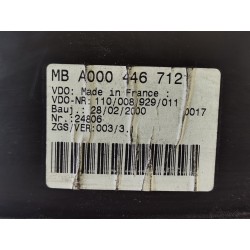 MB A000 446 712
VDO: Made in France :
VDO-NR: 110/008/929/011
Bauj.: 28/02/2000 0017
Nr.:24806
ZGS/VER:003/3.